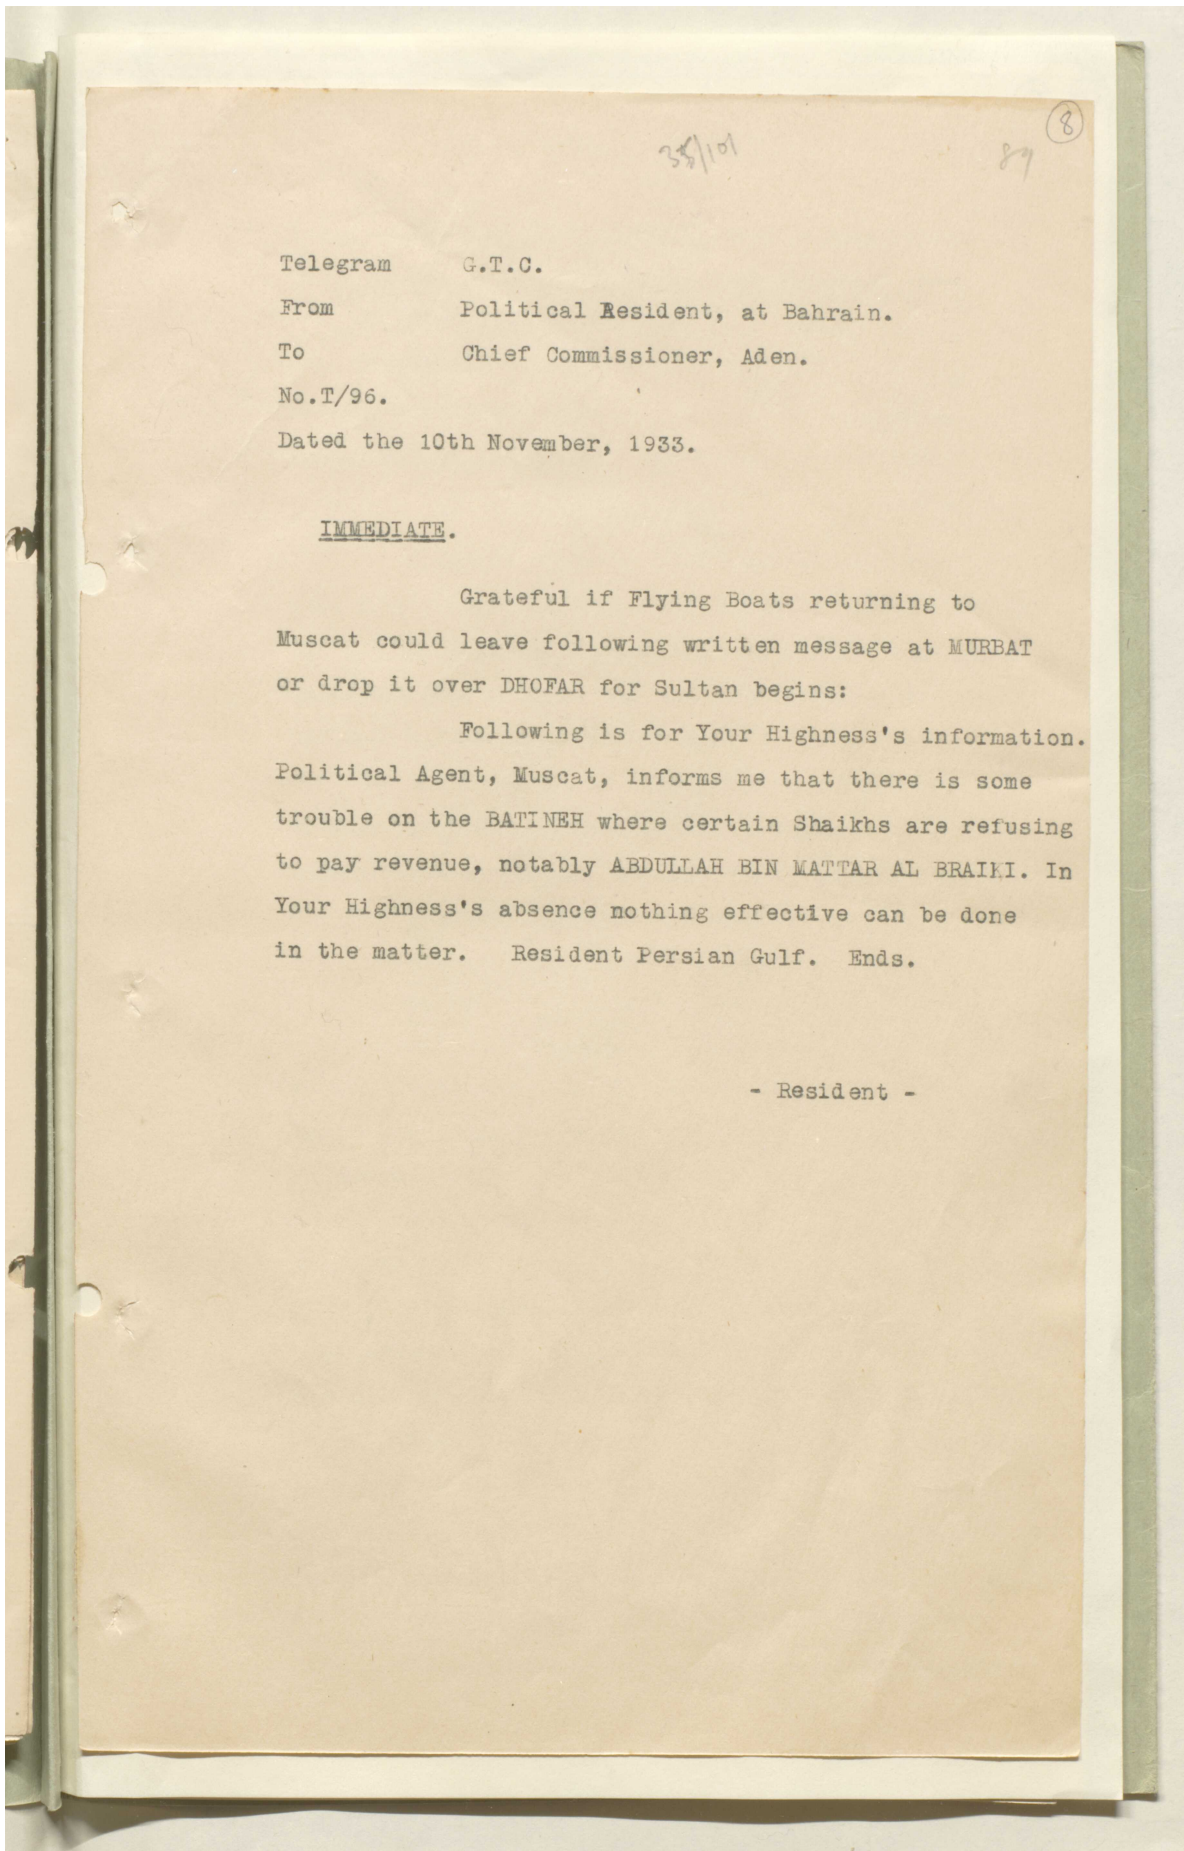 8
35/101
89
Telegram G.T.C.
From Political Resident, at Bahrain.
To Chief Commissioner, Aden.
No.T/96.
Dated the 10th November, 1933.
IMMEDIATE.
Grateful if Flying Boats returning to
Muscat could leave following written message at MURBAT
or drop it over DHOFAR for Sultan begins:
Following is for Your Highness's information.
Political Agent, Muscat, informs me that there is some
trouble on the BATINEH where certain Shaikhs are refusing
to pay revenue, notably ABDULLAH BIN MATTAR AL BRAIKI. In
Your Highness's absence nothing effective can be done
in the matter. Resident Persian Gulf. Ends.
- Resident -